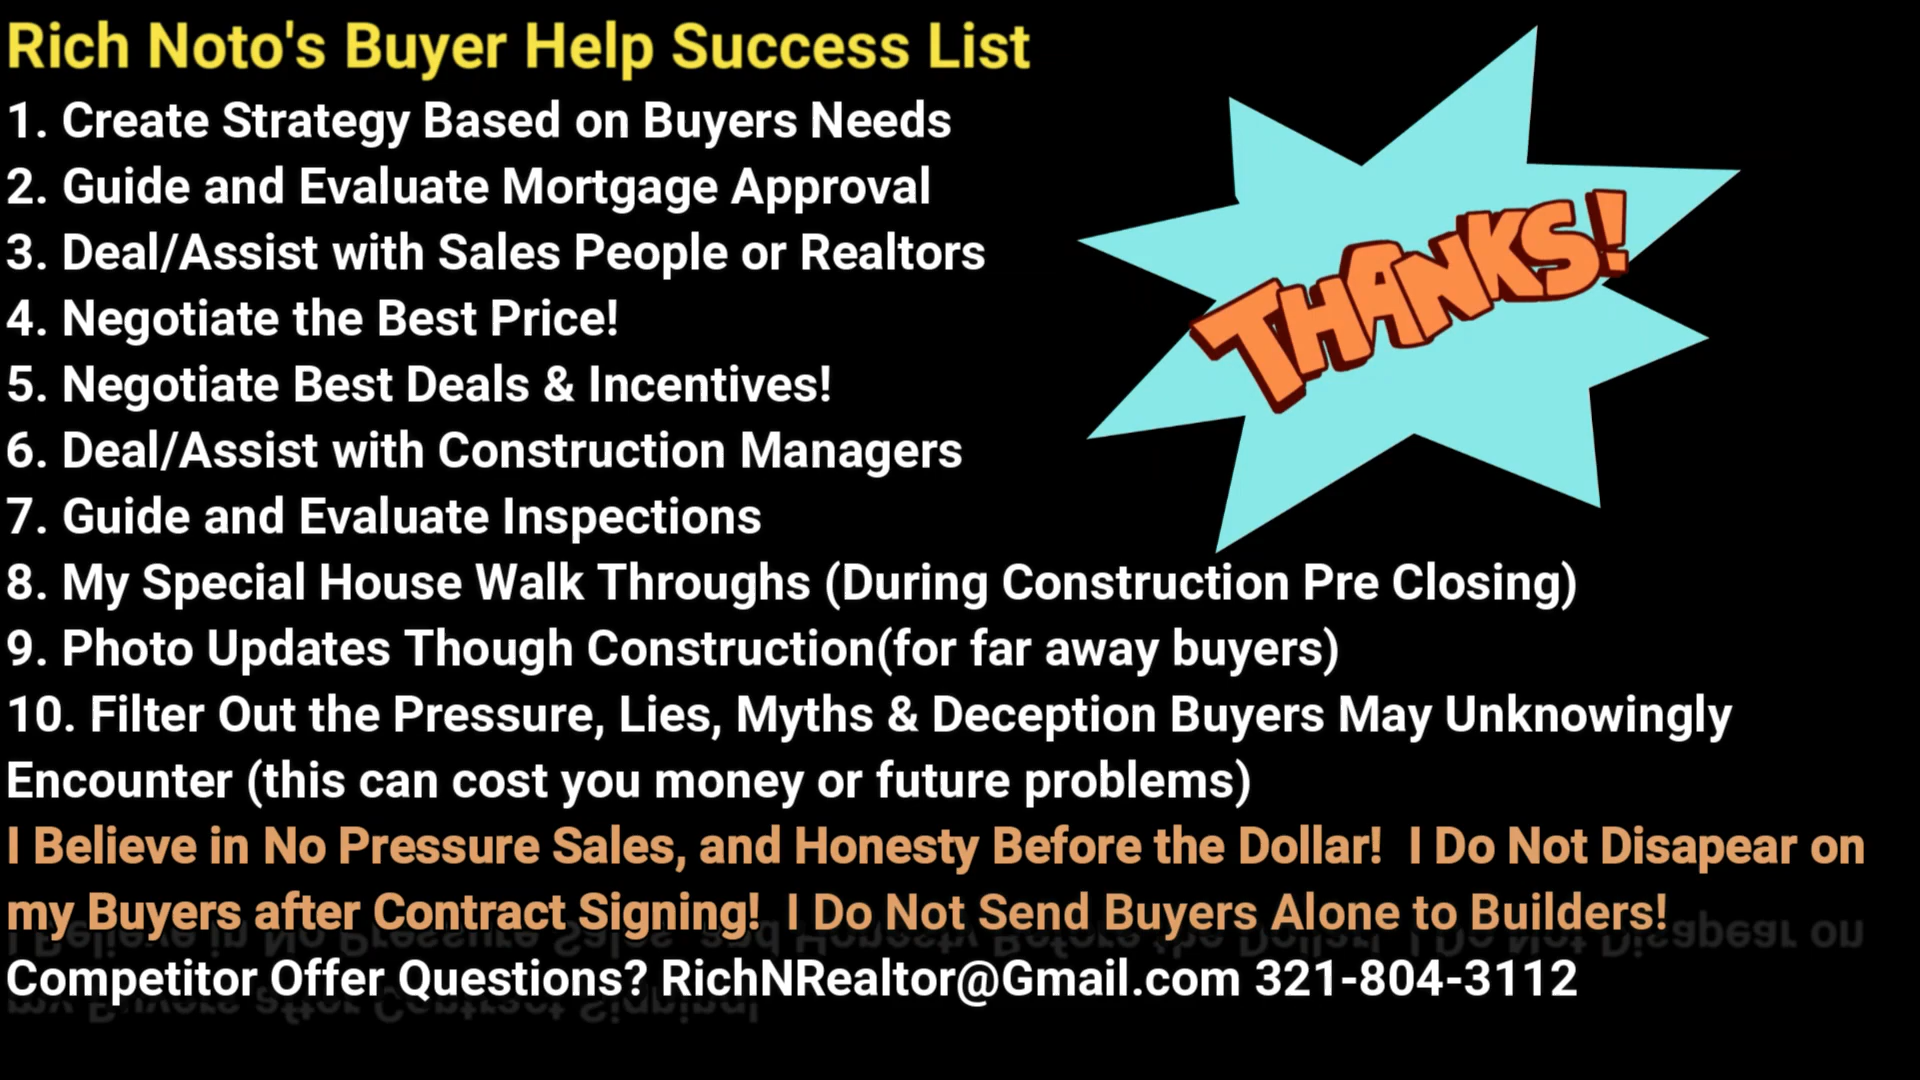 Rich Noto's Buyer Help Success List
1. Create Strategy Based on Buyers Needs
2. Guide and Evaluate Mortgage Approval
3. Deal/Assist with Sales People or Realtors
4. Negotiate the Best Price!
5. Negotiate Best Deals & Incentives!
6. Deal/Assist with Construction Managers
7. Guide and Evaluate Inspections
8. My Special House Walk Throughs (During Construction Pre Closing)
9. Photo Updates Though Construction(for far away buyers)
10. Filter Out the Pressure, Lies, Myths & Deception Buyers May Unknowingly
Encounter (this can cost you money or future problems)
I Believe in No Pressure Sales, and Honesty Before the Dollar!  I Do Not Disapear on
my Buyers after Contract Signing!  I Do Not Send Buyers Alone to Builders!
Competitor Offer Questions? RichNRealtor@Gmail.com 321-804-3112
THANKS!